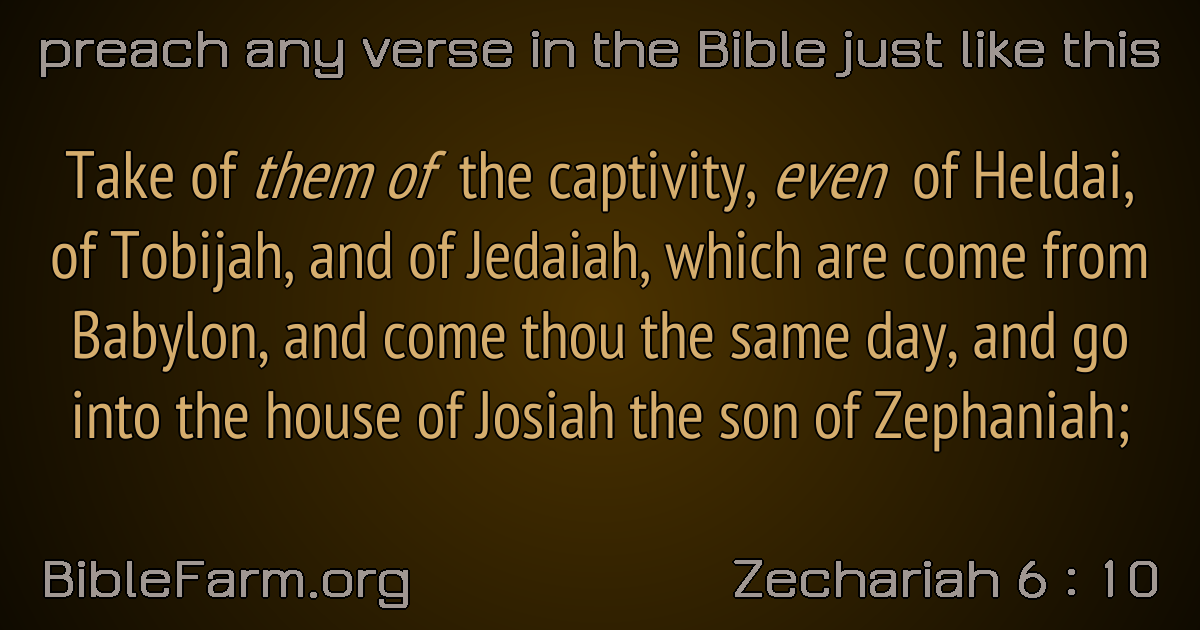 preach any verse in the Bible just like this
Take of them of the captivity, even of Heldai,
of Tobijah, and of Jedaiah, which are come from
Babylon, and come thou the same day, and go
into the house of Josiah the son of Zephaniah;
BibleFarm.org
Zechariah 6 : 10